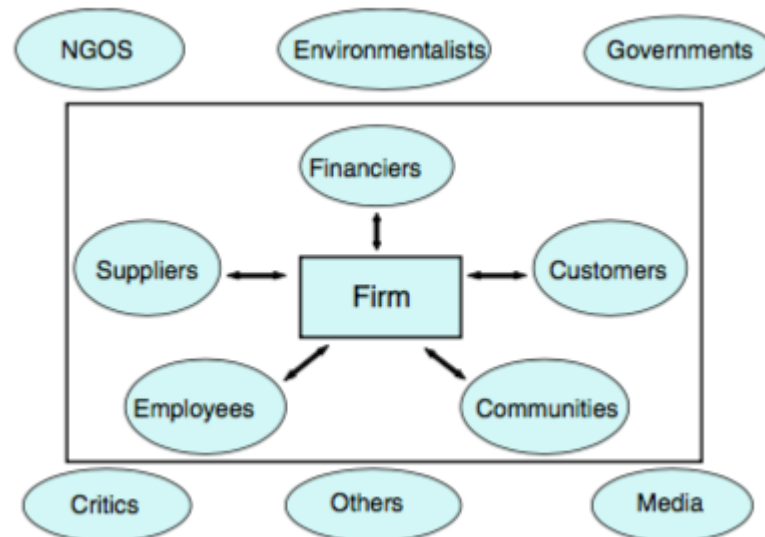 NGOS
Environmentalists
Governments
Financiers
Suppliers
Customers
Firm
Employees
Communities
Critics
Others
Media